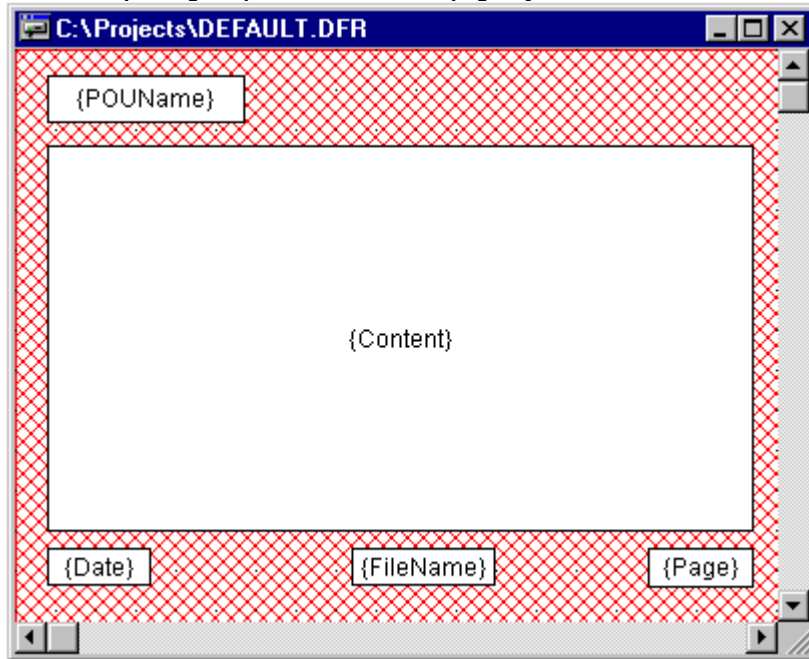 C:\Projects\DEFAULT.DFR
{POUName}
{Content}
{Date} {FileName} {Page}